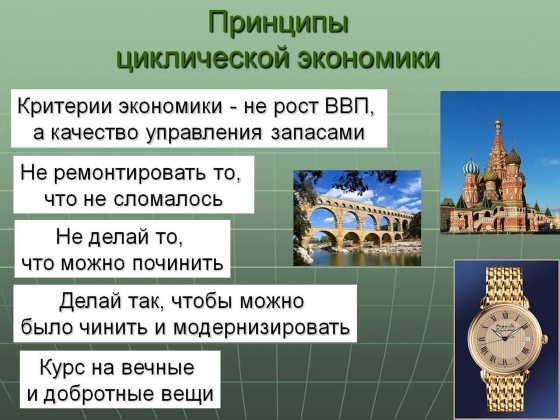 Принципы
циклической экономики
Критерии экономики - не рост ВВП,
а качество управления запасами
Не ремонтировать то,
что не сломалось
Не делай то,
что можно починить
Делай так, чтобы можно
было чинить и модернизировать
Курс на вечные
и добротные вещи